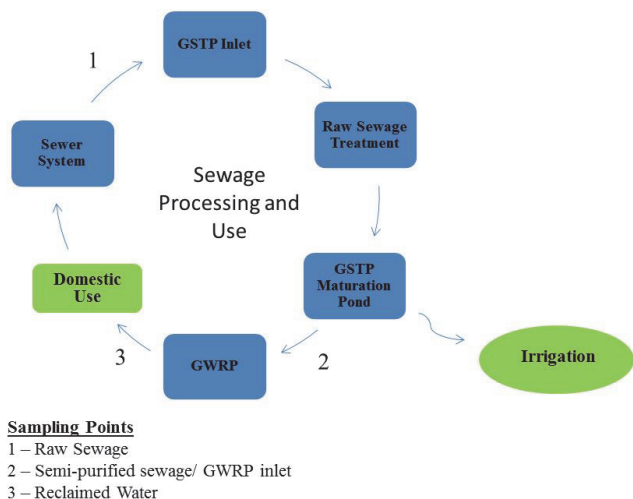 1
GSTP Inlet
Raw Sewage
Treatment
Sewer
System
Sewage
Processing and
Use
GSTP
Maturation
Pond
Domestic
Use
3
GWRP
2
Irrigation
Sampling Points
1 – Raw Sewage
2 – Semi-purified sewage/ GWRP inlet
3 – Reclaimed Water